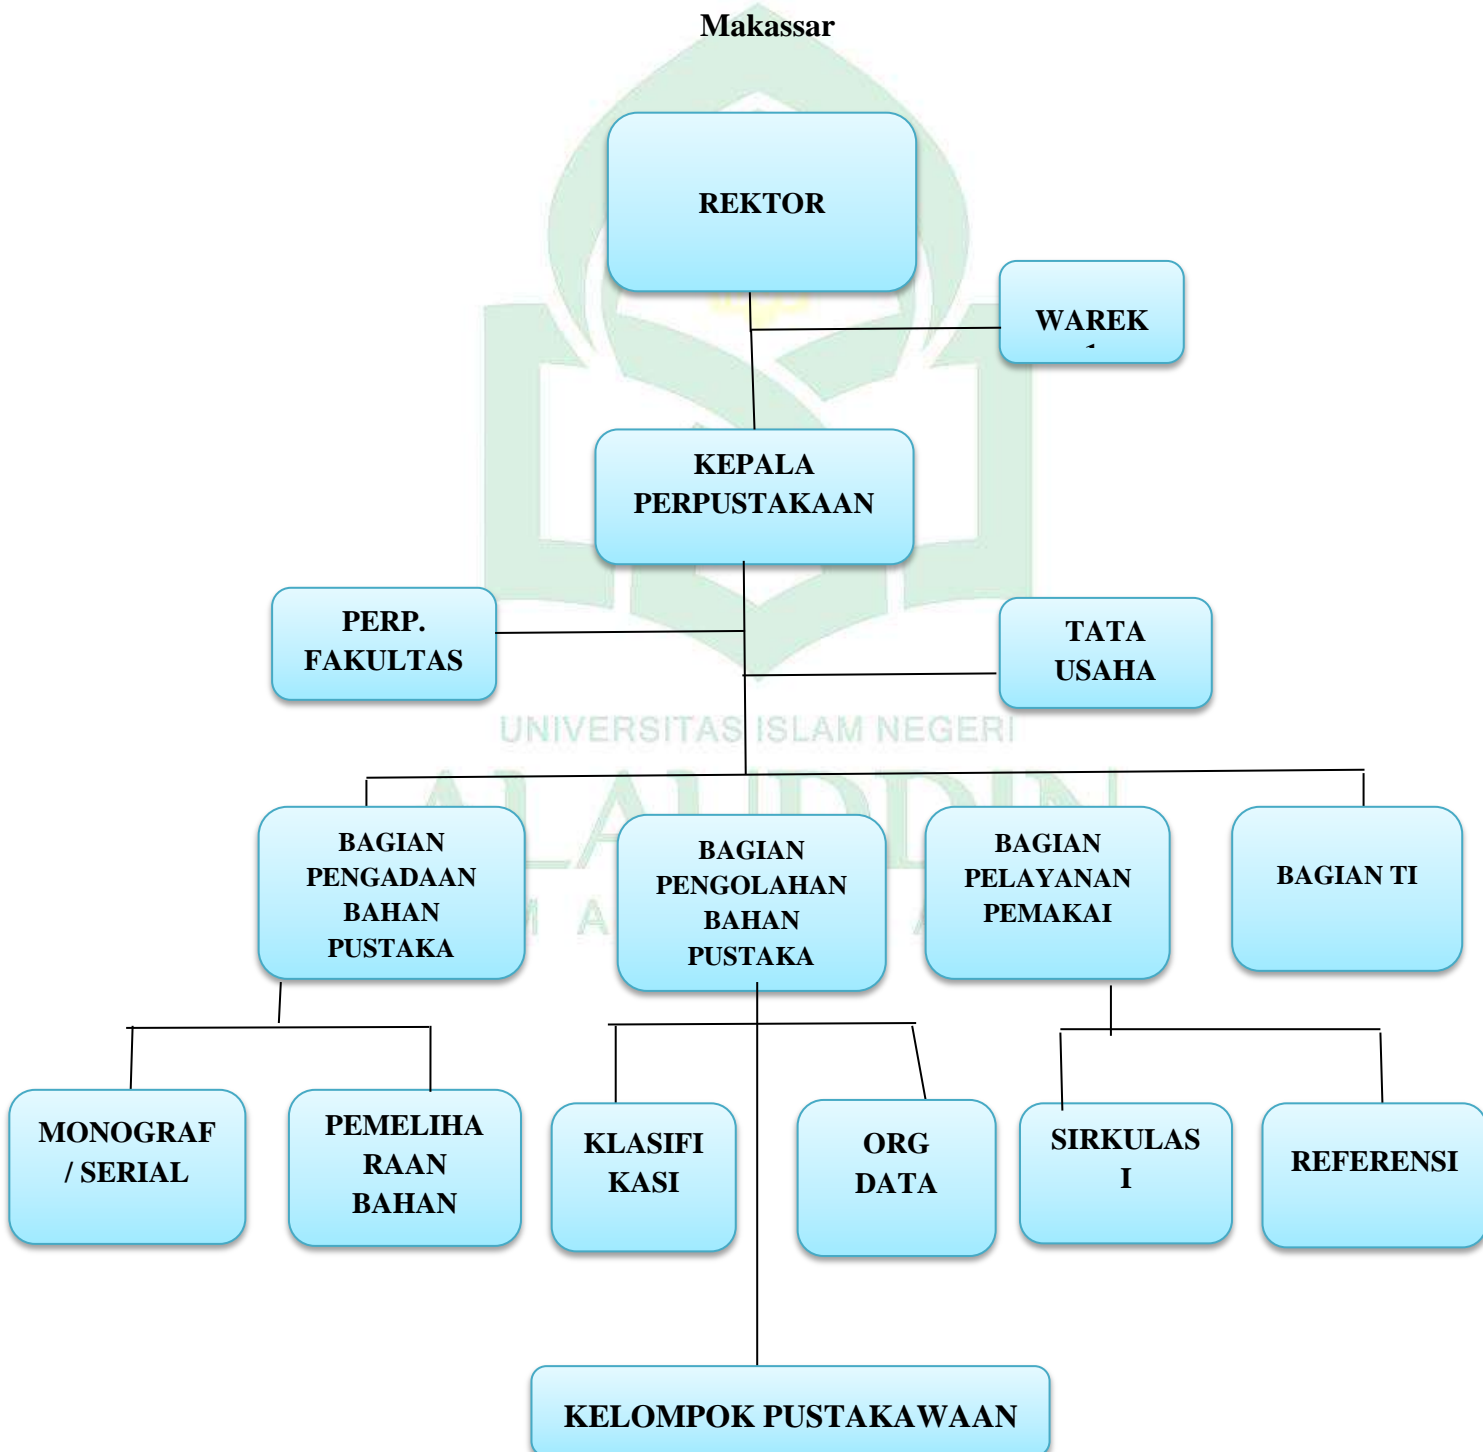 Makassar
REKTOR
WAREK
KEPALA
PERPUSTAKAAN
PERP.
FAKULTAS
TATA
USAHA
UNIVERSITAS ISLAM NEGERI
ALAUDDIN
BAGIAN
PENGADAAN
BAHAN
PUSTAKA
BAGIAN
PENGOLAHAN
BAHAN
PUSTAKA
BAGIAN
PELAYANAN
PEMAKAI
BAGIAN TI
MONOGRAF
/ SERIAL
PEMELIHA
RAAN
BAHAN
KLASIFI
KASI
ORG
DATA
SIRKULAS
I
REFERENSI
KELOMPOK PUSTAKAWAAN